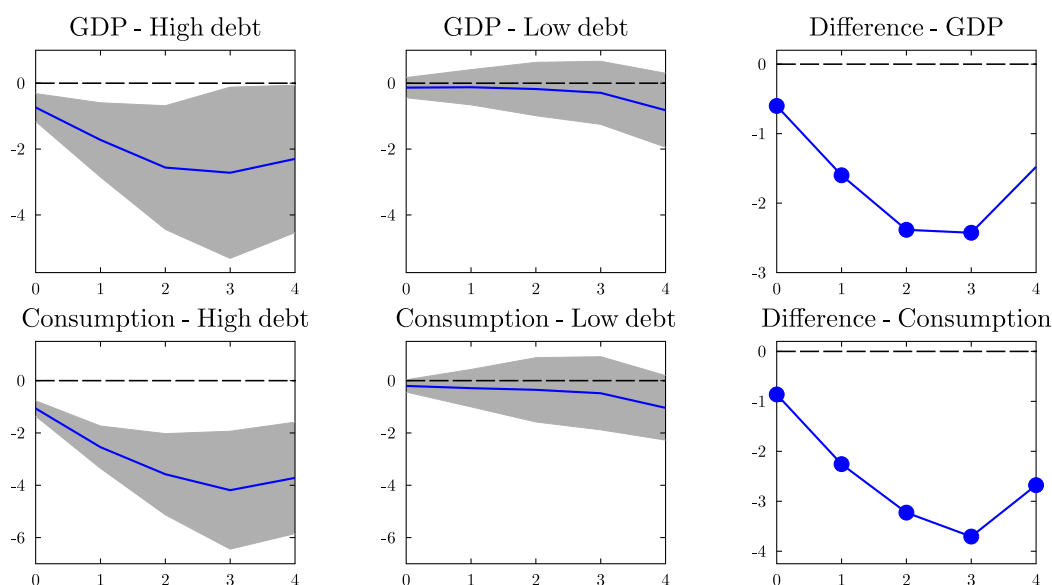 GDP - High debt
GDP - Low debt
Difference - GDP
0
-2
-4
0 1 2 3 4
0
-2
-4
0 1 2 3 4
0
-1
-2
-3
0 1 2 3 4
Consumption - High debt
Consumption - Low debt
Difference - Consumption
0
-2
-4
-6
0 1 2 3 4
0
-2
-4
-6
0 1 2 3 4
0
-1
-2
-3
-4
0 1 2 3 4